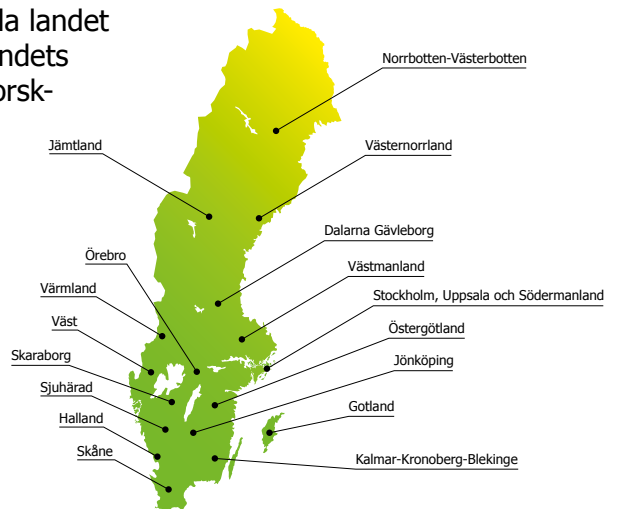 la landet
ndets
orsk-
Norrbotten-Västerbotten
Jämtland
Västernorrland
Dalarna Gävleborg
Örebro
Västmanland
Värmland
Stockholm, Uppsala och Södermanland
Väst
Östergötland
Skaraborg
Jönköping
Sjuhärad
Gotland
Halland
Skåne
Kalmar-Kronoberg-Blekinge